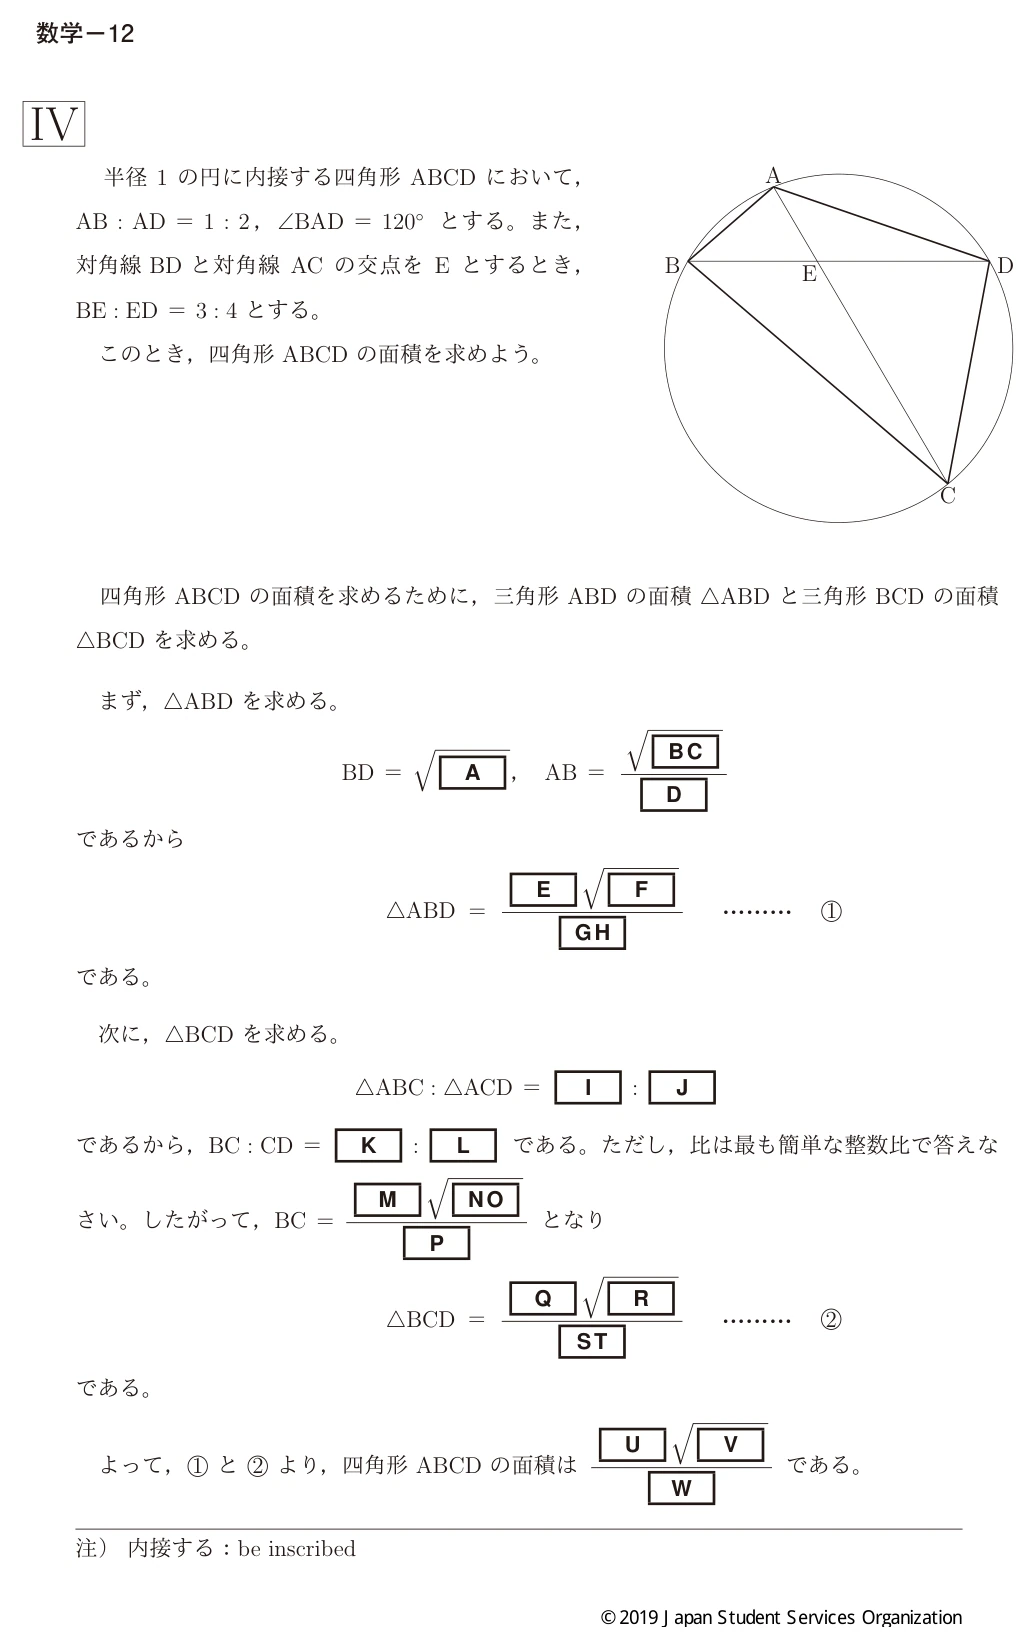 数学－12
IV
半径 1 の円に内接する四角形 ABCD において，
AB : AD = 1 : 2， ∠BAD = 120° とする。また，
対角線 BD と対角線 AC の交点を E とするとき，
BE : ED = 3 : 4 とする。
このとき，四角形 ABCD の面積を求めよう。
A
B
E
D
C
四角形 ABCD の面積を求めるために，三角形 ABD の面積 △ABD と三角形 BCD の面積
△BCD を求める。
まず，△ABD を求める。
BD = √A， AB = √BC / D
であるから
△ABD = E√F / GH ……… ①
である。
次に，△BCD を求める。
△ABC : △ACD = I : J
であるから，BC : CD = K : L である。ただし，比は最も簡単な整数比で答えな
さい。したがって，BC = M√NO / P となり
△BCD = Q√R / ST ……… ②
である。
よって，① と ② より，四角形 ABCD の面積は U√V / W である。
注） 内接する：be inscribed
© 2019 Japan Student Services Organization